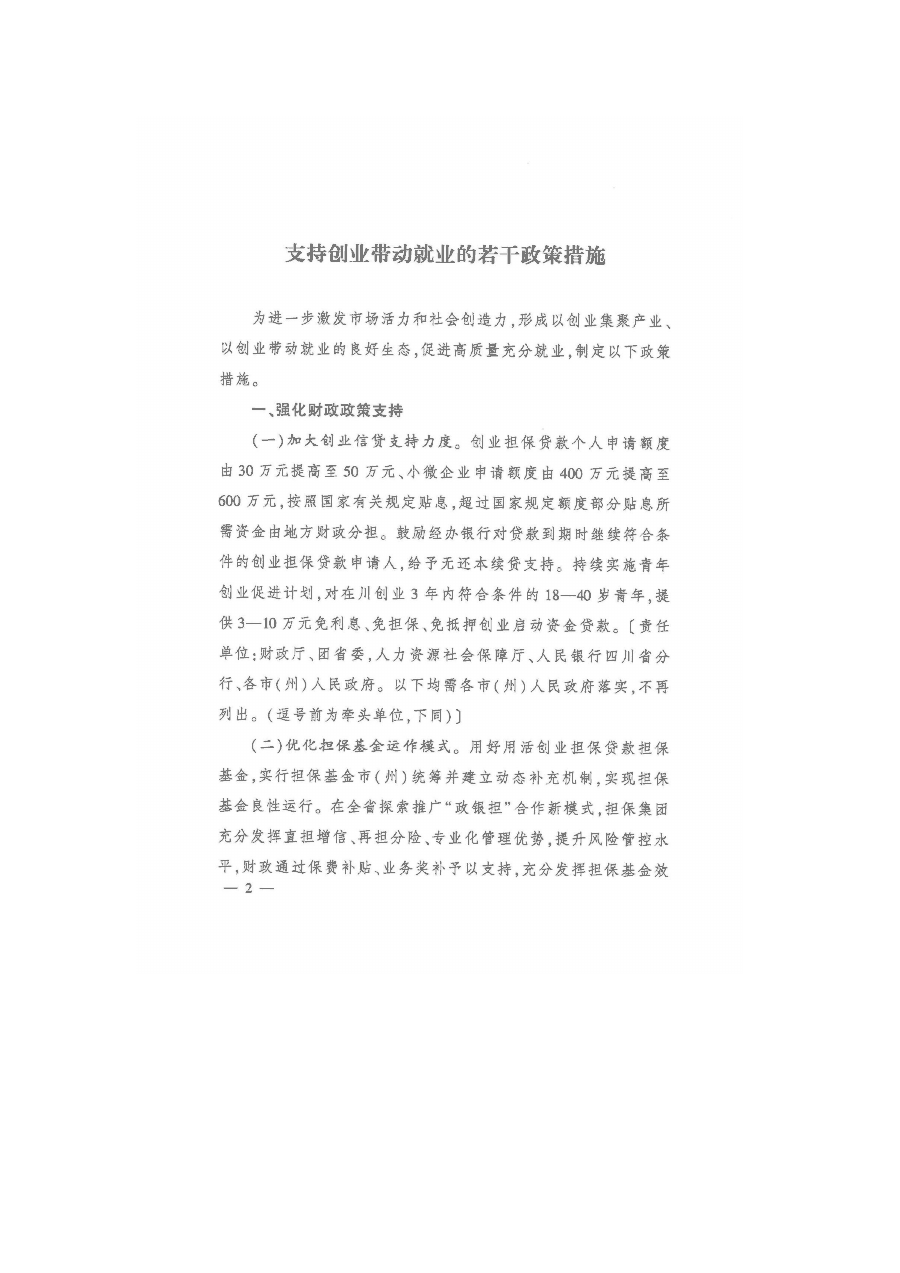 支持创业带动就业的若干政策措施
为进一步激发市场活力和社会创造力,形成以创业集聚产业、
以创业带动就业的良好生态,促进高质量充分就业,制定以下政策
措施。
一、强化财政政策支持
(一)加大创业信贷支持力度。创业担保贷款个人申请额度
由30万元提高至50万元、小微企业申请额度由400万元提高至
600万元,按照国家有关规定贴息,超过国家规定额度部分贴息所
需资金由地方财政分担。鼓励经办银行对贷款到期时继续符合条
件的创业担保贷款申请人,给予无还本续贷支持。持续实施青年
创业促进计划,对在川创业3年内符合条件的18—40岁青年,提
供3—10万元免利息、免担保、免抵押创业启动资金贷款。〔责任
单位:财政厅、团省委,人力资源社会保障厅、人民银行四川省分
行、各市(州)人民政府。以下均需各市(州)人民政府落实,不再
列出。(逗号前为牵头单位,下同)〕
(二)优化担保基金运作模式。用好用活创业担保贷款担保
基金,实行担保基金市(州)统筹并建立动态补充机制,实现担保
基金良性运行。在全省探索推广“政银担”合作新模式,担保集团
充分发挥直担增信、再担分险、专业化管理优势,提升风险管控水
平,财政通过保费补贴、业务奖补予以支持,充分发挥担保基金效
— 2 —